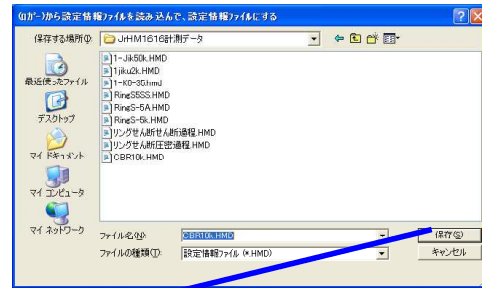 (ﾛｶﾞｰ)から設定情報ﾌｧｲﾙを読み込んで、設定情報ﾌｧｲﾙにする
保存する場所(I):
JrHM1616計測データ
最近使ったファイル
デスクトップ
マイ ドキュメント
マイ コンピュータ
マイ ネットワーク
1-Jik50k.HMD
1jiku2k.HMD
1-K0-3G.hmd
RingS5SS.HMD
RingS-5A.HMD
RingS-5k.HMD
リングせん断せん断過程.HMD
リングせん断圧密過程.HMD
CBR10k.HMD
ファイル名(N):
CBR10k.HMD
保存(S)
ファイルの種類(T):
設定情報ﾌｧｲﾙ (*.HMD)
キャンセル